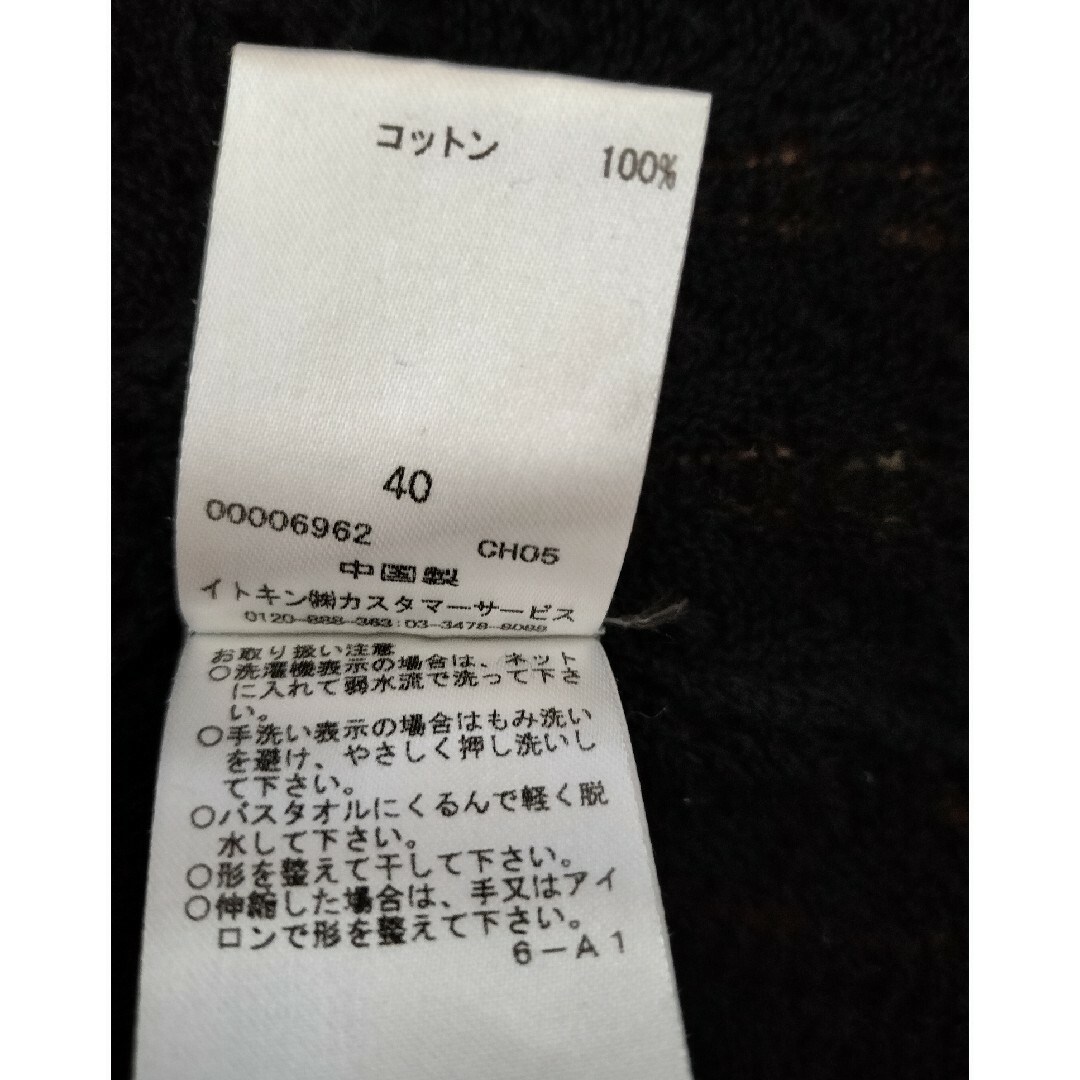 コットン 100%
40
00006962 CH05
中国製
イトキン㈱カスタマーサービス
0120-888-363:03-3478-8088
お取り扱い注意
○洗濯機表示の場合は、ネット
に入れて弱水流で洗って下さ
い。
○手洗い表示の場合はもみ洗い
を避け、やさしく押し洗いし
て下さい。
○バスタオルにくるんで軽く脱
水して下さい。
○形を整えて干して下さい。
○伸縮した場合は、手又はアイ
ロンで形を整えて下さい。
6-A1